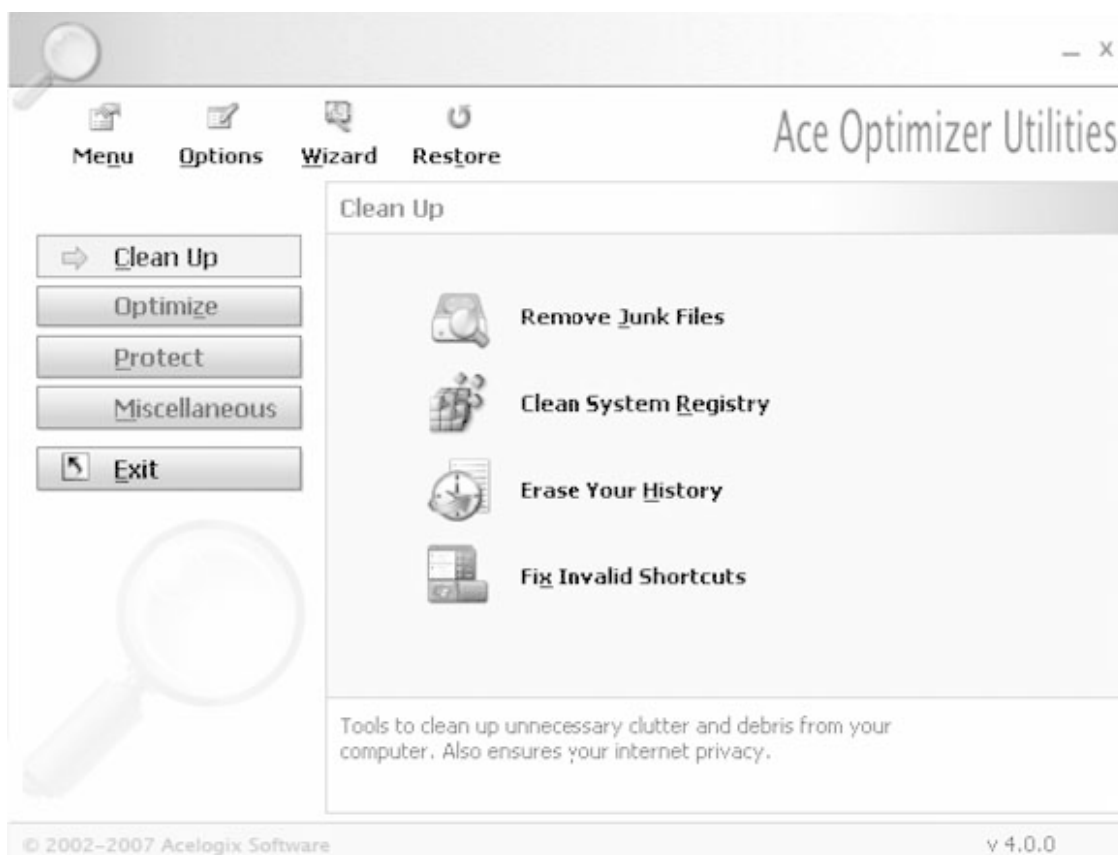 Menu Options Wizard Restore
Ace Optimizer Utilities
Clean Up
Clean Up
Optimize
Protect
Miscellaneous
Exit
Remove Junk Files
Clean System Registry
Erase Your History
Fix Invalid Shortcuts
Tools to clean up unnecessary clutter and debris from your
computer. Also ensures your internet privacy.
© 2002-2007 Acelogix Software
v 4.0.0